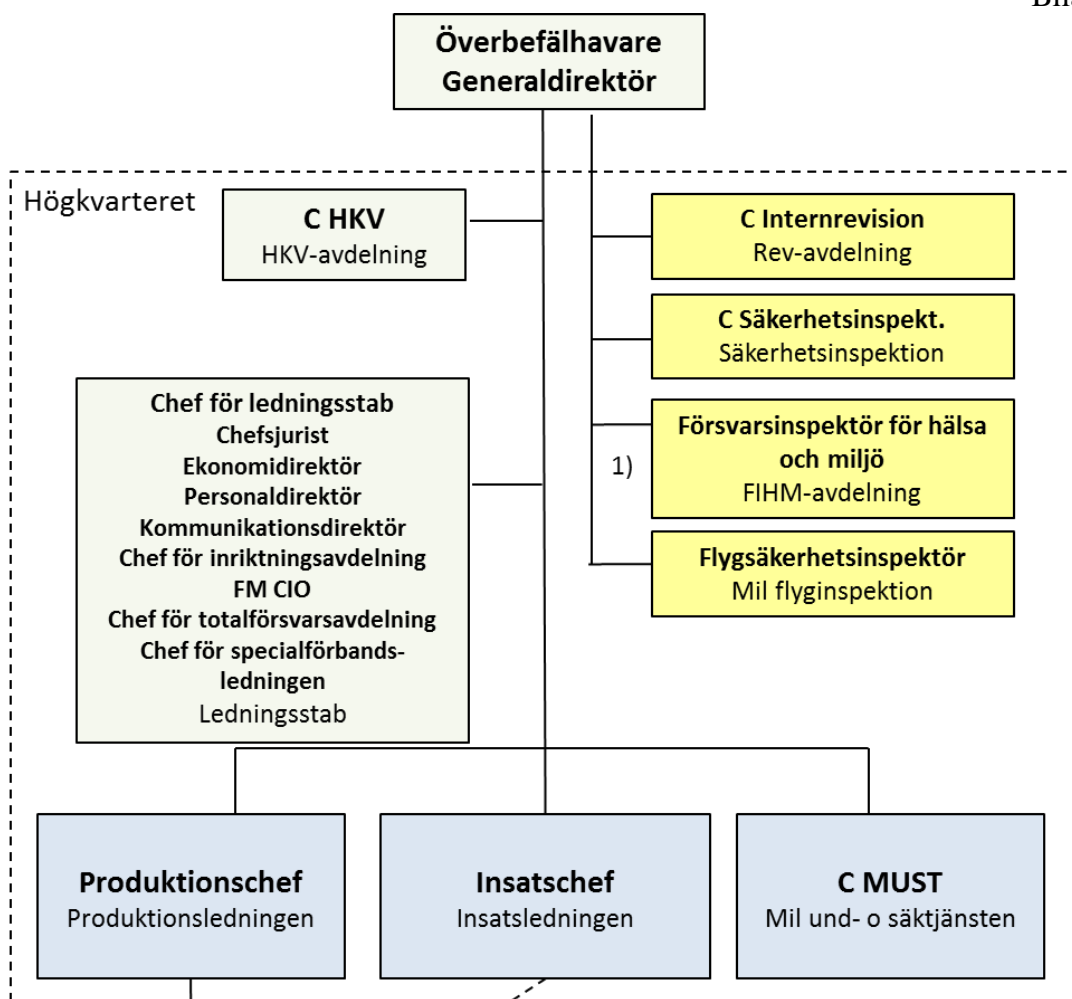 Överbefälhavare
Generaldirektör
Högkvarteret
C HKV
HKV-avdelning
C Internrevision
Rev-avdelning
C Säkerhetsinspekt.
Säkerhetsinspektion
Chef för ledningsstab
Chefsjurist
Ekonomidirektör
Personaldirektör
Kommunikationsdirektör
Chef för inriktningsavdelning
FM CIO
Chef för totalförsvarsavdelning
Chef för specialförbands-
ledningen
Ledningsstab
1)
Försvarsinspektör för hälsa
och miljö
FIHM-avdelning
Flygsäkerhetsinspektör
Mil flyginspektion
Produktionschef
Produktionsledningen
Insatschef
Insatsledningen
C MUST
Mil und- o säktjänsten